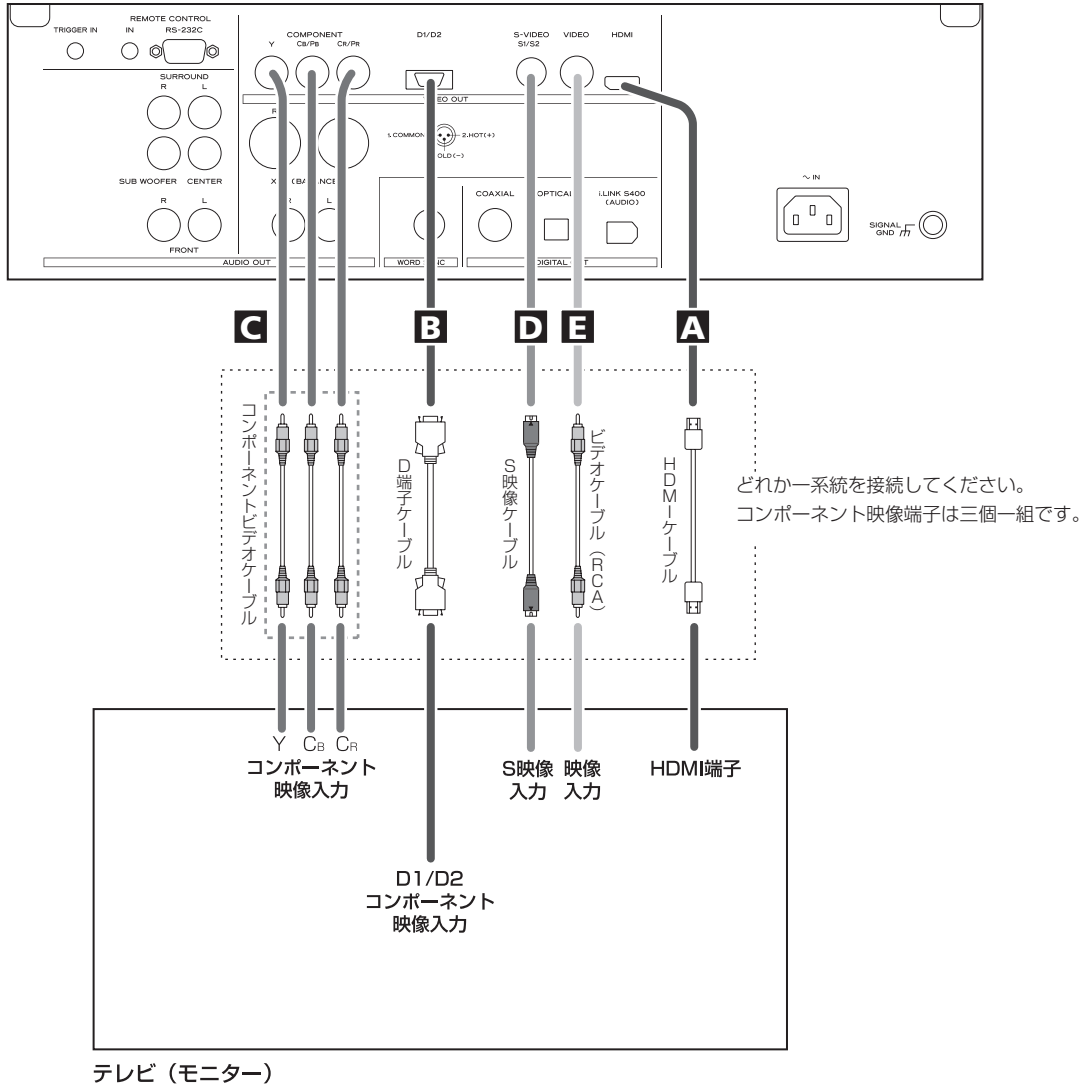 REMOTE CONTROL
TRIGGER IN
IN
RS-232C
COMPONENT
Y
CB/PB
CR/PR
D1/D2
S-VIDEO
S1/S2
VIDEO
HDMI
SURROUND
R
L
SUB WOOFER
CENTER
R
L
FRONT
AUDIO OUT
EO OUT
R
1.COMMON
2.HOT(+)
OLD(-)
R
L
WORD
NC
COAXIAL
OPTICAL
i.LINK S400
(AUDIO)
DIGITAL
～ IN
SIGNAL
GND
C
B
D
E
A
コンポーネントビデオケーブル
D端子ケーブル
S映像ケーブル
ビデオケーブル（RCA）
HDMIケーブル
どれか一系統を接続してください。
コンポーネント映像端子は三個一組です。
Y
CB
CR
コンポーネント
映像入力
S映像
入力
映像
入力
HDMI端子
D1/D2
コンポーネント
映像入力
テレビ（モニター）